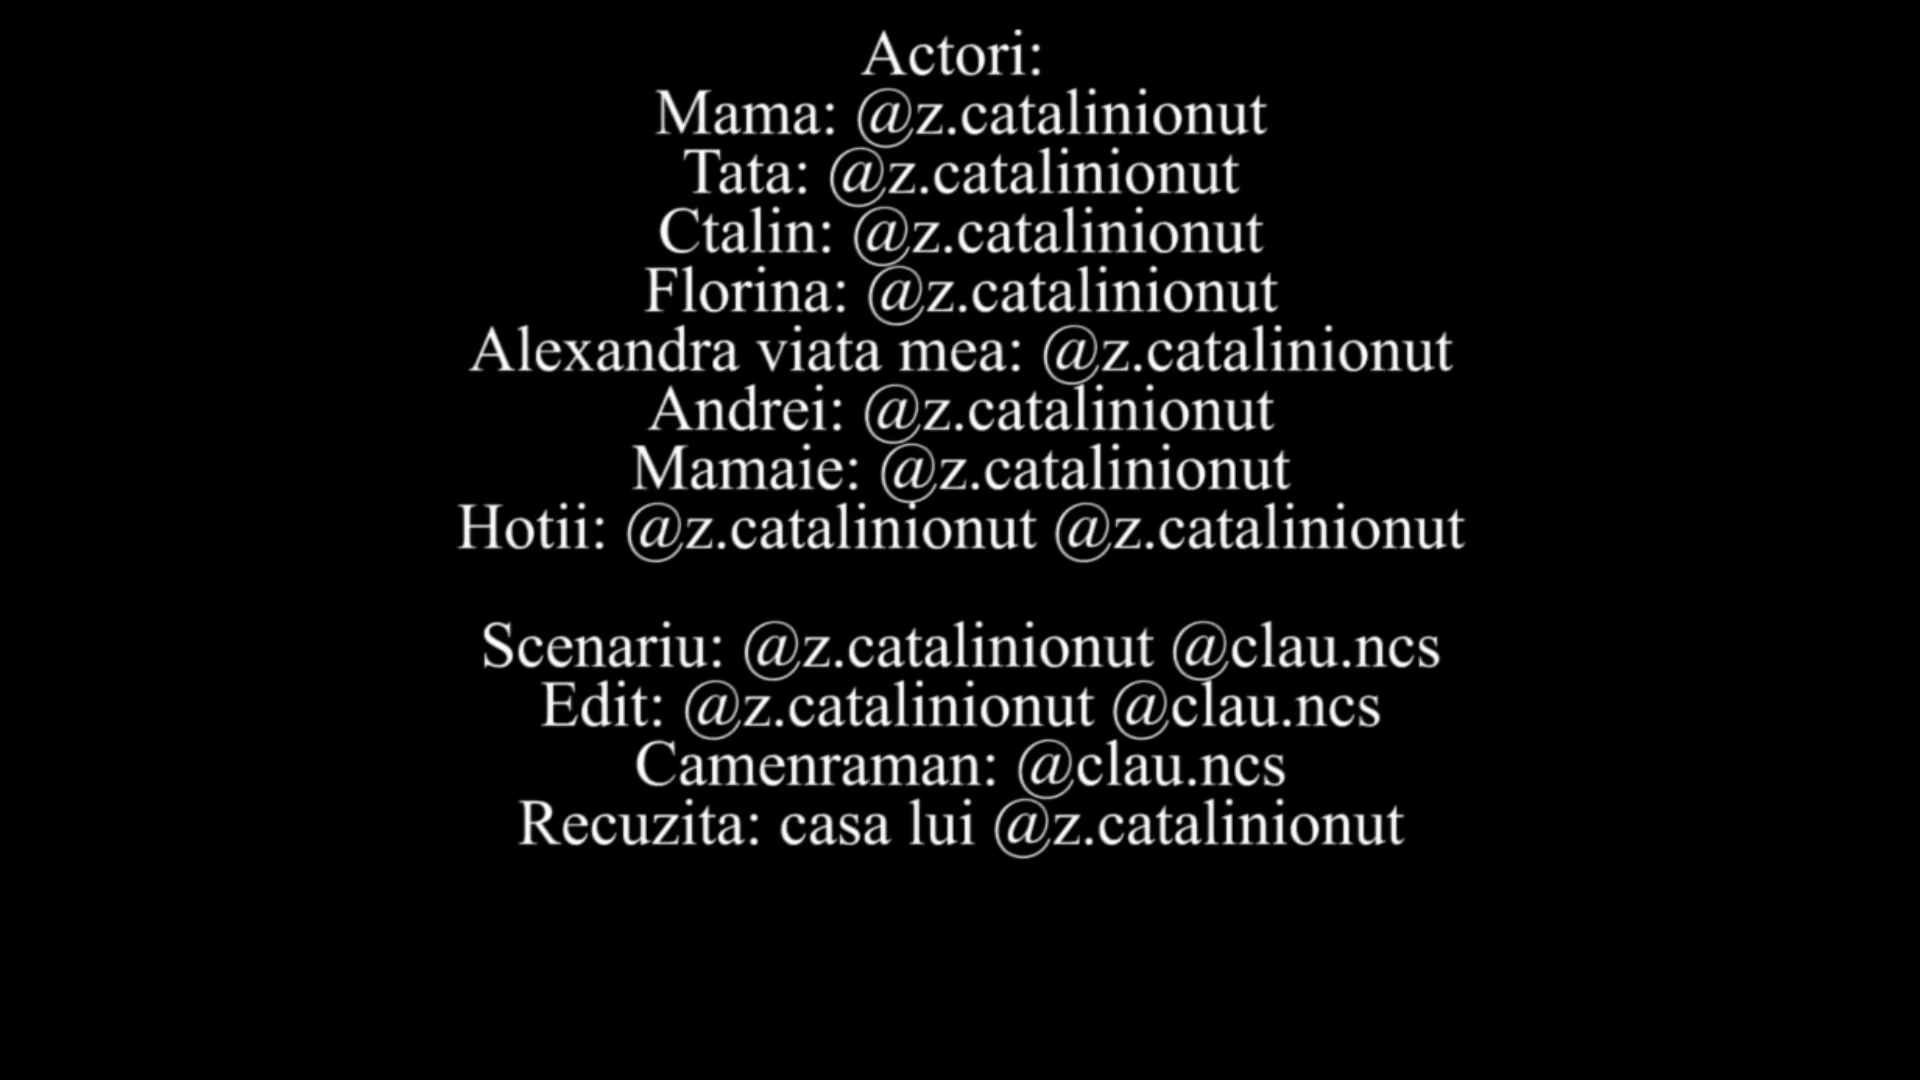 Actori:
Mama: @z.catalinionut
Tata: @z.catalinionut
Ctalin: @z.catalinionut
Florina: @z.catalinionut
Alexandra viata mea: @z.catalinionut
Andrei: @z.catalinionut
Mamaie: @z.catalinionut
Hotii: @z.catalinionut @z.catalinionut
Scenariu: @z.catalinionut @clau.ncs
Edit: @z.catalinionut @clau.ncs
Camenraman: @clau.ncs
Recuzita: casa lui @z.catalinionut